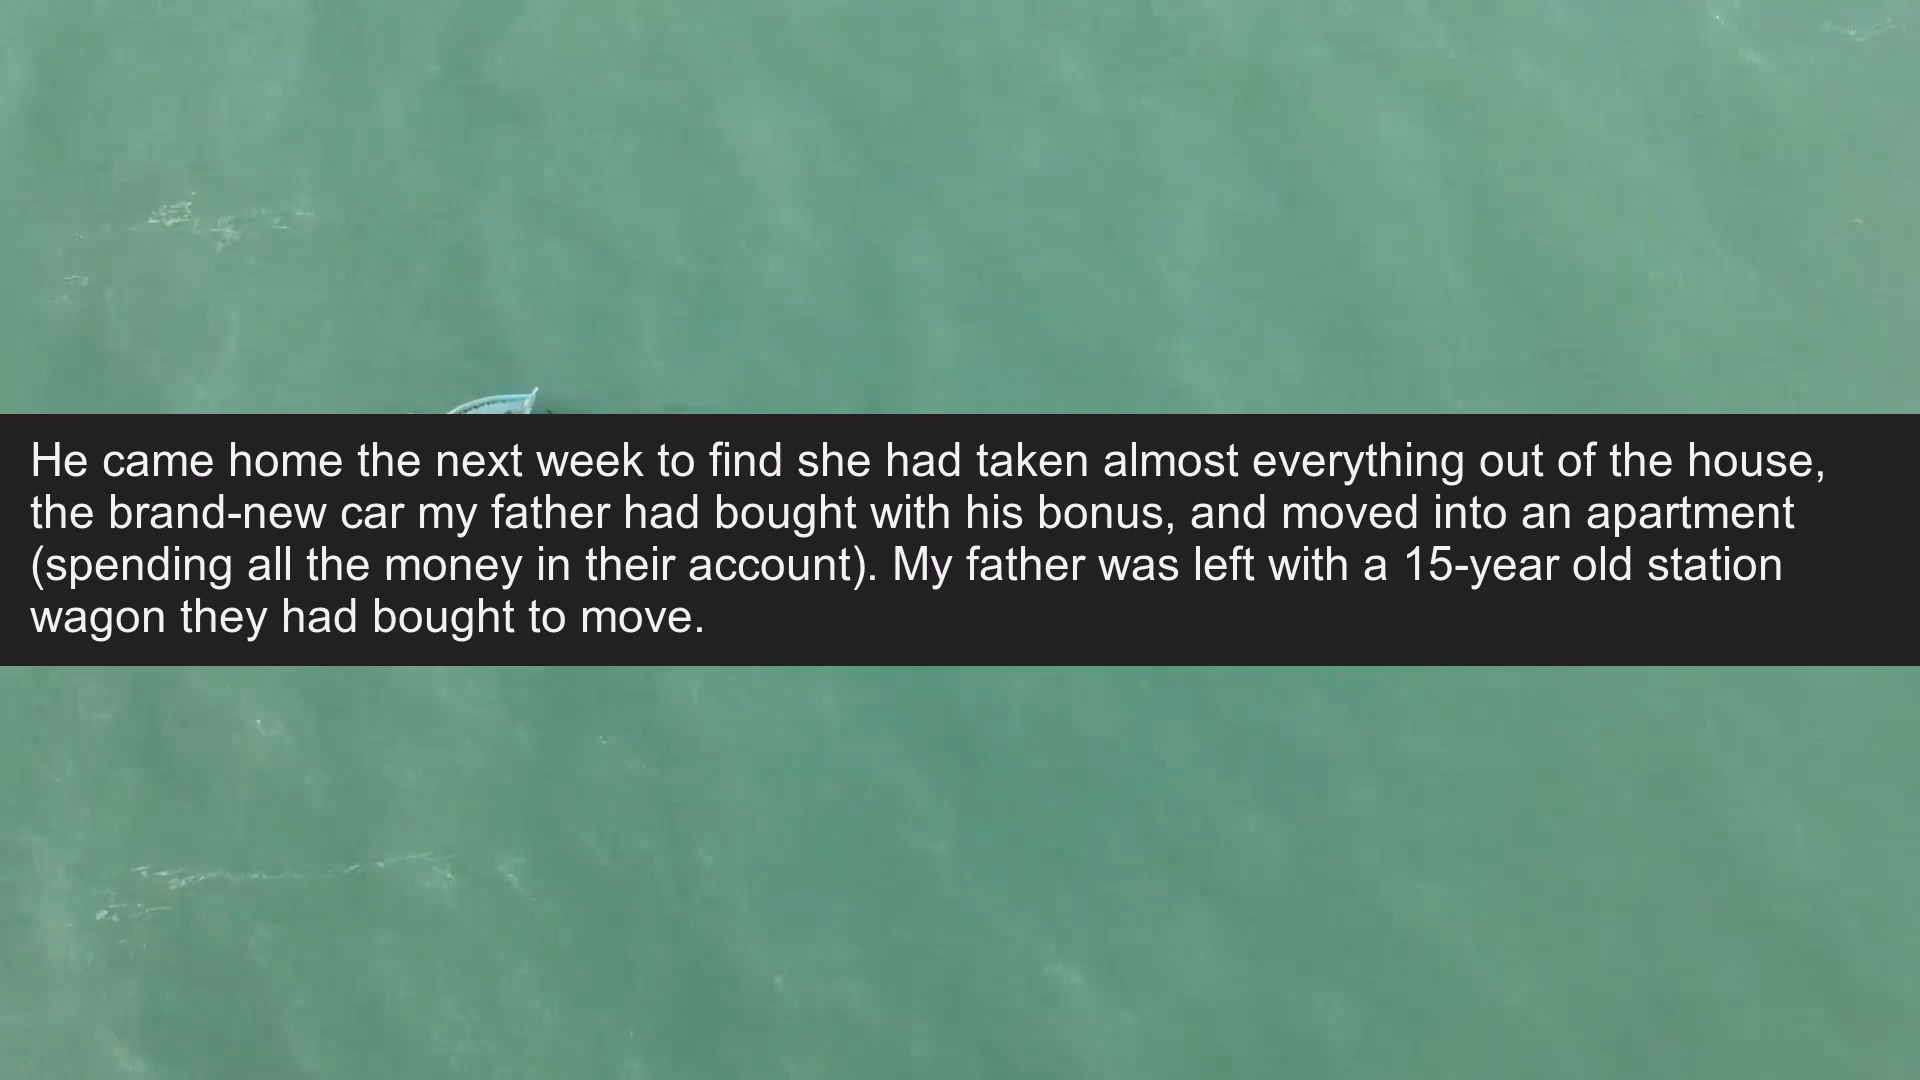 He came home the next week to find she had taken almost everything out of the house,
the brand-new car my father had bought with his bonus, and moved into an apartment
(spending all the money in their account). My father was left with a 15-year old station
wagon they had bought to move.